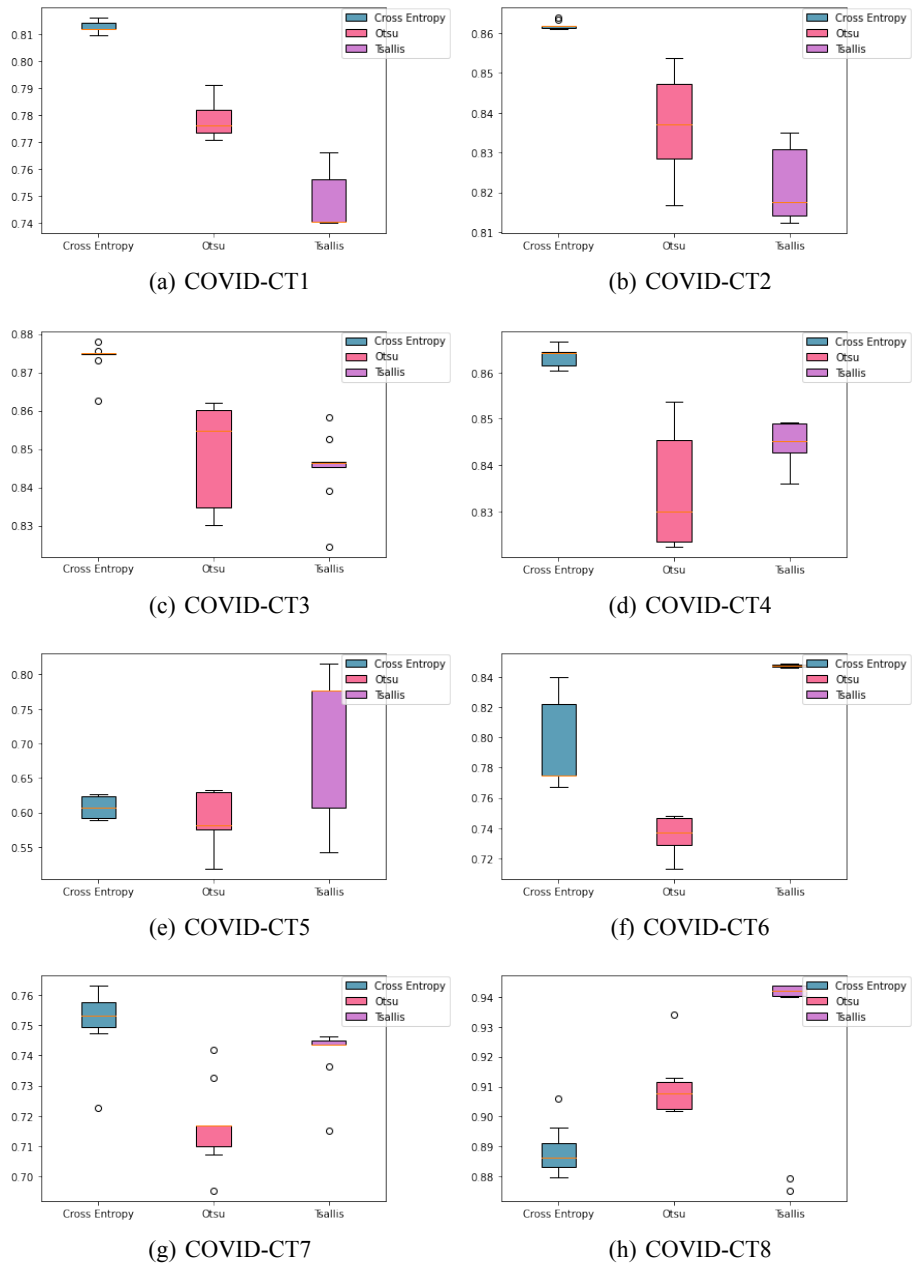 Cross Entropy
Otsu
Tsallis
0.81
0.80
0.79
0.78
0.77
0.76
0.75
0.74
Cross Entropy Otsu Tsallis
(a) COVID-CT1
Cross Entropy
Otsu
Tsallis
0.86
0.85
0.84
0.83
0.82
0.81
Cross Entropy Otsu Tsallis
(b) COVID-CT2
Cross Entropy
Otsu
Tsallis
0.88
0.87
0.86
0.85
0.84
0.83
Cross Entropy Otsu Tsallis
(c) COVID-CT3
Cross Entropy
Otsu
Tsallis
0.86
0.85
0.84
0.83
Cross Entropy Otsu Tsallis
(d) COVID-CT4
Cross Entropy
Otsu
Tsallis
0.80
0.75
0.70
0.65
0.60
0.55
Cross Entropy Otsu Tsallis
(e) COVID-CT5
Cross Entropy
Otsu
Tsallis
0.84
0.82
0.80
0.78
0.76
0.74
0.72
Cross Entropy Otsu Tsallis
(f) COVID-CT6
Cross Entropy
Otsu
Tsallis
0.76
0.75
0.74
0.73
0.72
0.71
0.70
Cross Entropy Otsu Tsallis
(g) COVID-CT7
Cross Entropy
Otsu
Tsallis
0.94
0.93
0.92
0.91
0.90
0.89
0.88
Cross Entropy Otsu Tsallis
(h) COVID-CT8